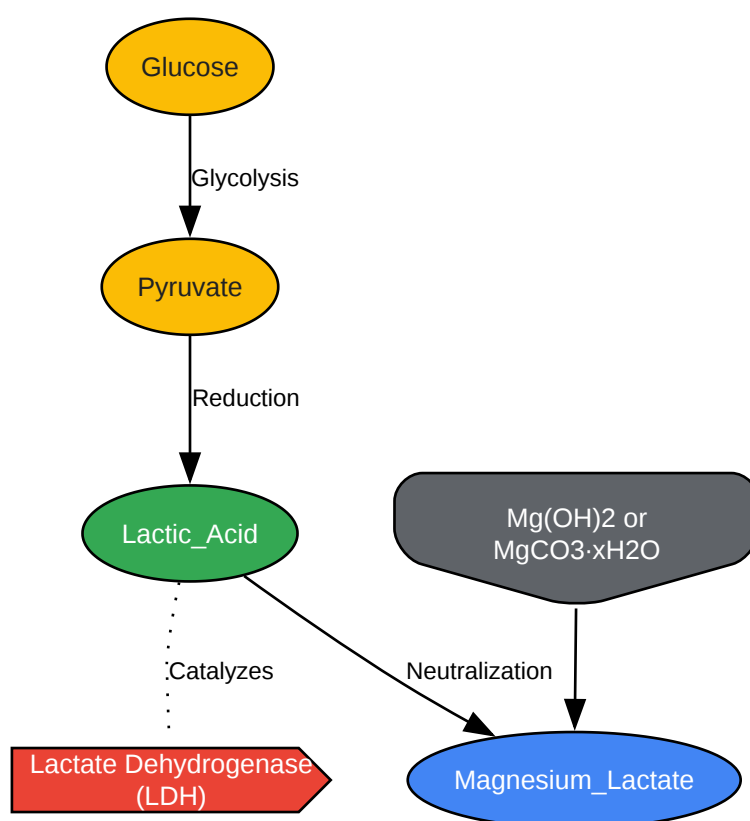 Glucose
Glycolysis
Pyruvate
Reduction
Lactic_Acid
Mg(OH)2 or
MgCO3·xH2O
Catalyzes
Neutralization
Lactate Dehydrogenase
(LDH)
Magnesium_Lactate